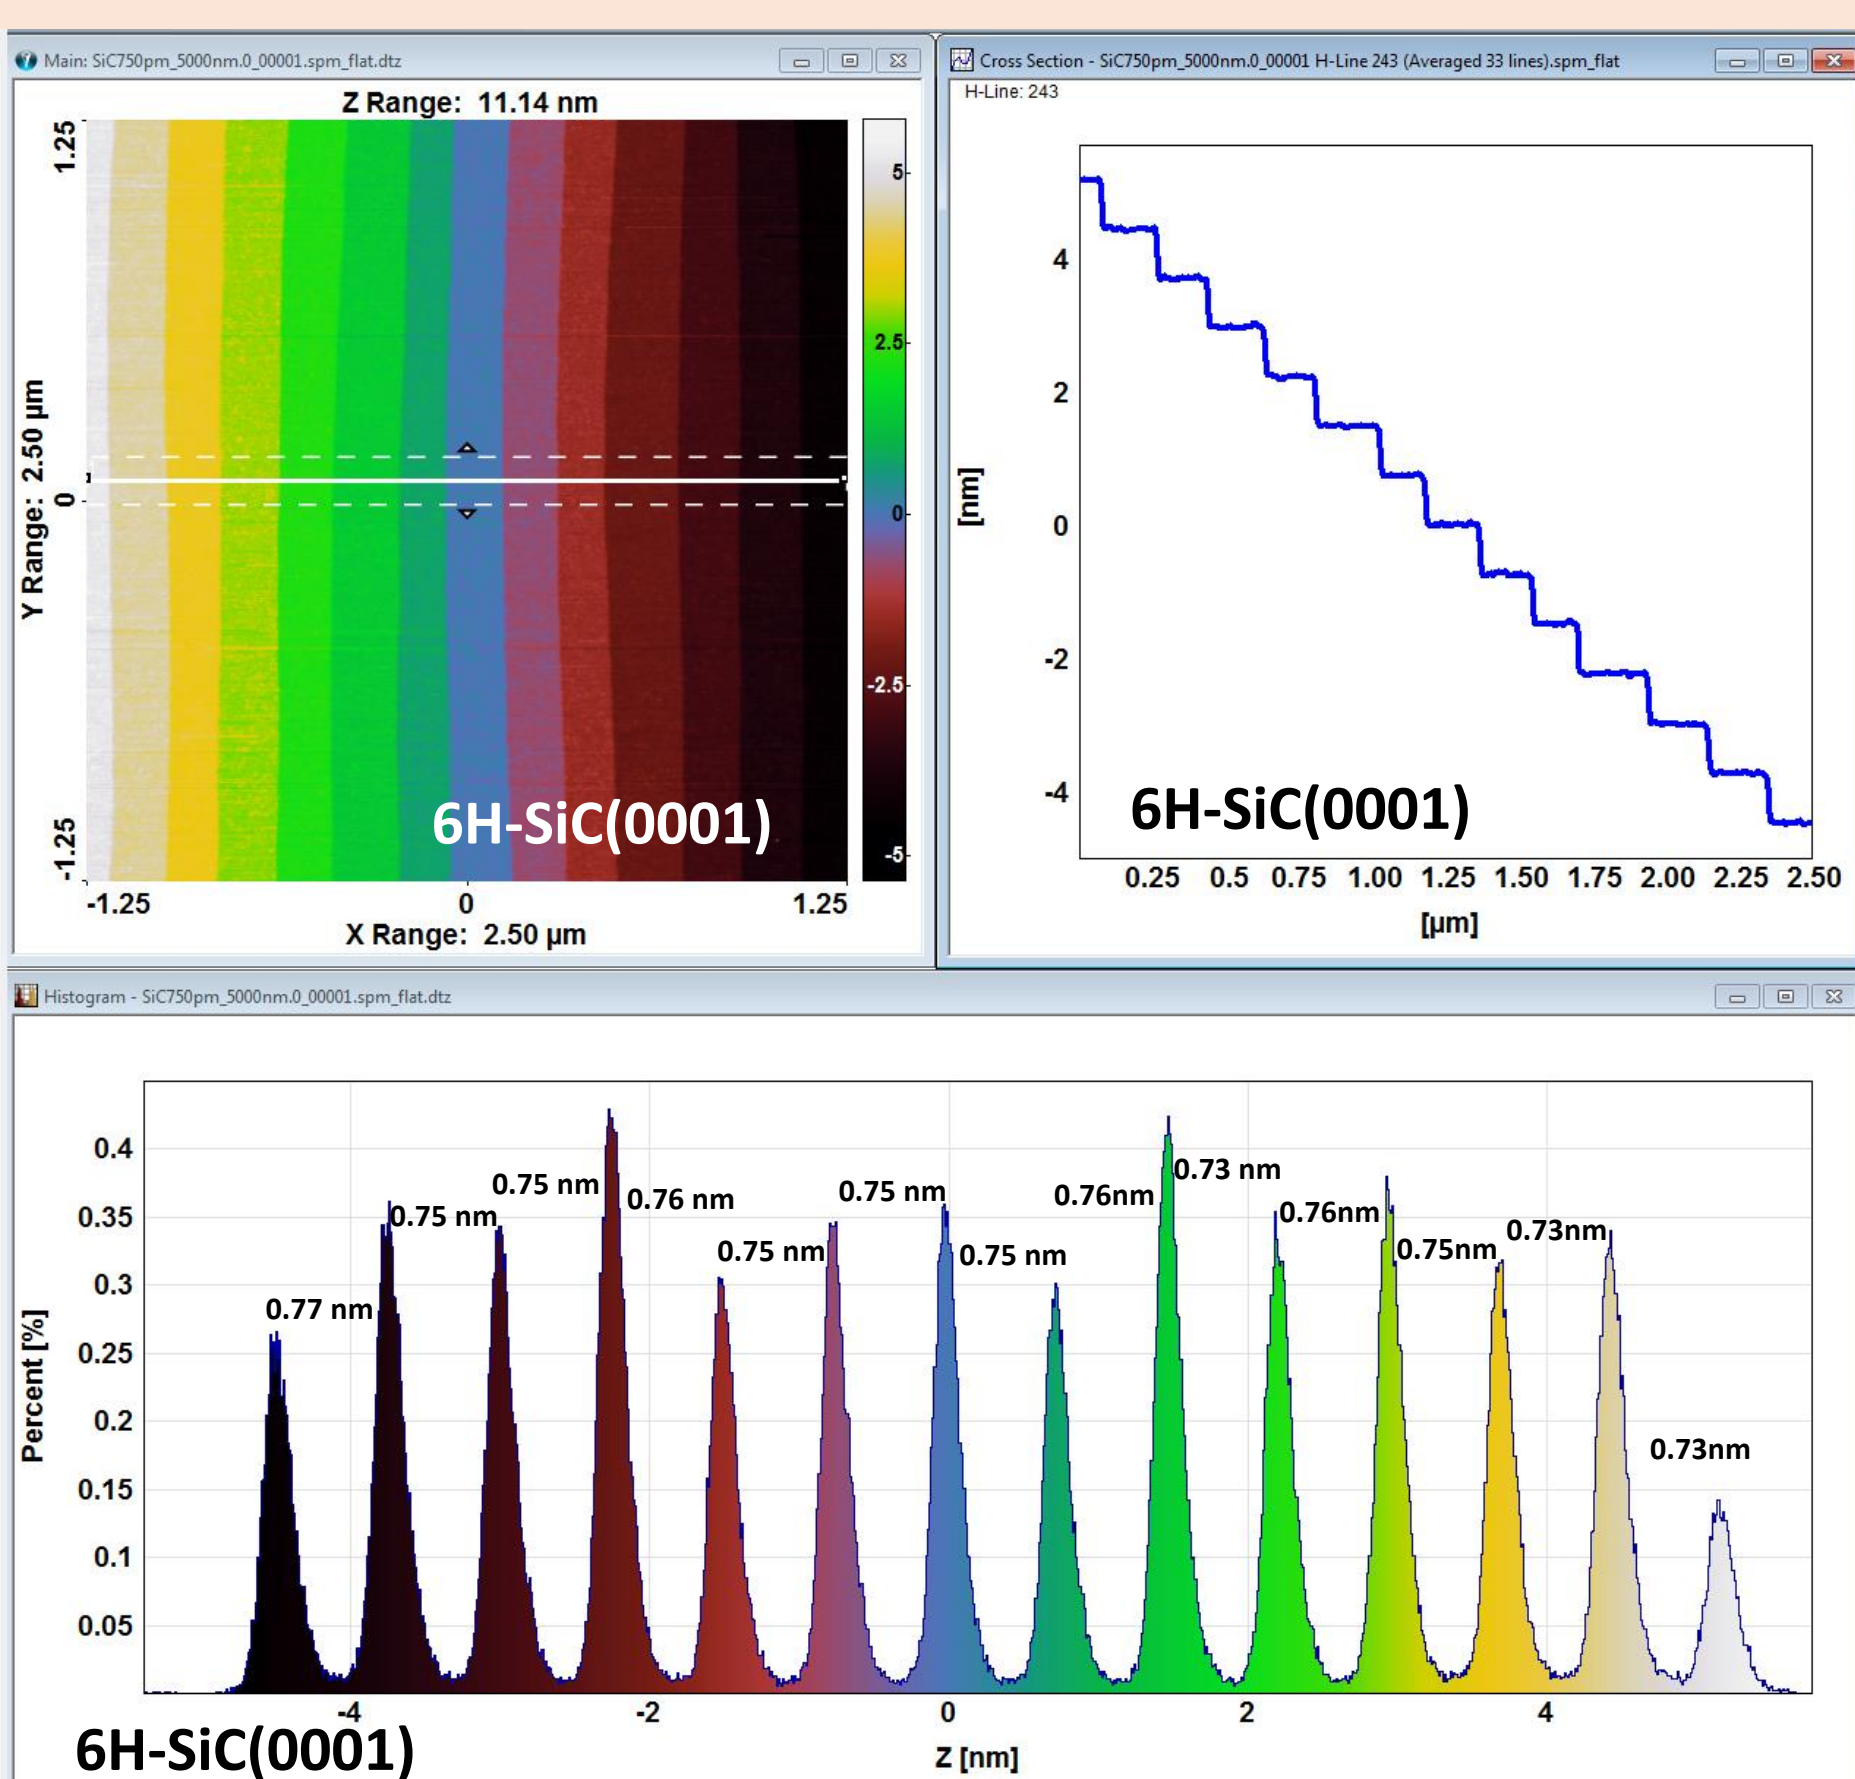 Main: SiC750pm_5000nm.0_00001.spm_flat.dtz
Z Range: 11.14 nm
Y Range: 2.50 µm
1.25
0
-1.25
5
2.5
0
-2.5
-5
6H-SiC(0001)
-1.25 0 1.25
X Range: 2.50 µm
Cross Section - SiC750pm_5000nm.0_00001 H-Line 243 (Averaged 33 lines).spm_flat
H-Line: 243
[nm]
4
2
0
-2
-4
6H-SiC(0001)
0.25 0.5 0.75 1.00 1.25 1.50 1.75 2.00 2.25 2.50
[µm]
Histogram - SiC750pm_5000nm.0_00001.spm_flat.dtz
Percent [%]
0.4
0.35
0.3
0.25
0.2
0.15
0.1
0.05
0.77 nm
0.75 nm
0.75 nm
0.76 nm
0.75 nm
0.75 nm
0.75 nm
0.76nm
0.73 nm
0.76nm
0.75nm
0.73nm
0.73nm
-4 -2 0 2 4
6H-SiC(0001)
Z [nm]